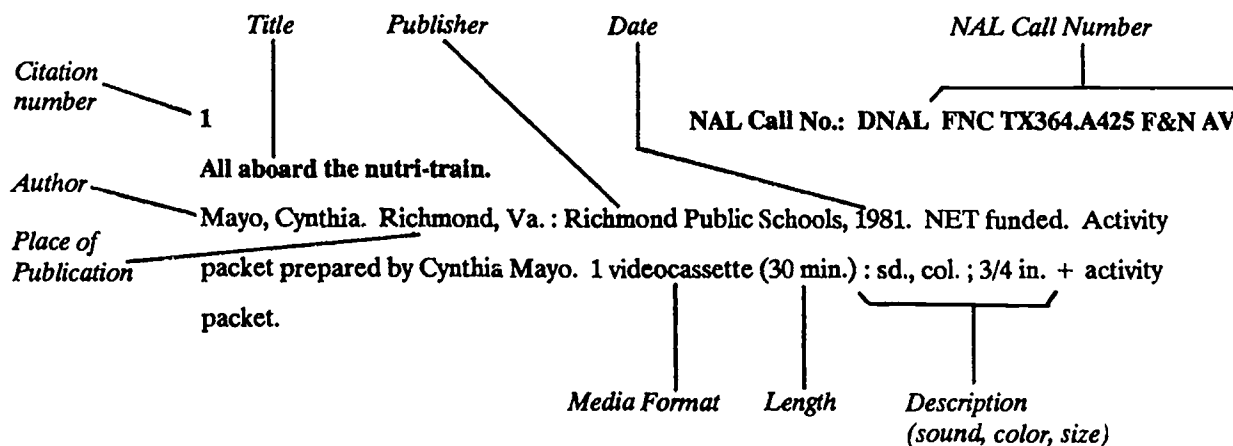 Title Publisher Date NAL Call Number
Citation
number
1 NAL Call No.: DNAL FNC TX364.A425 F&N AV
All aboard the nutri-train.
Author
Mayo, Cynthia. Richmond, Va. : Richmond Public Schools, 1981. NET funded. Activity
Place of
Publication
packet prepared by Cynthia Mayo. 1 videocassette (30 min.) : sd., col. ; 3/4 in. + activity
packet.
Media Format Length Description
(sound, color, size)